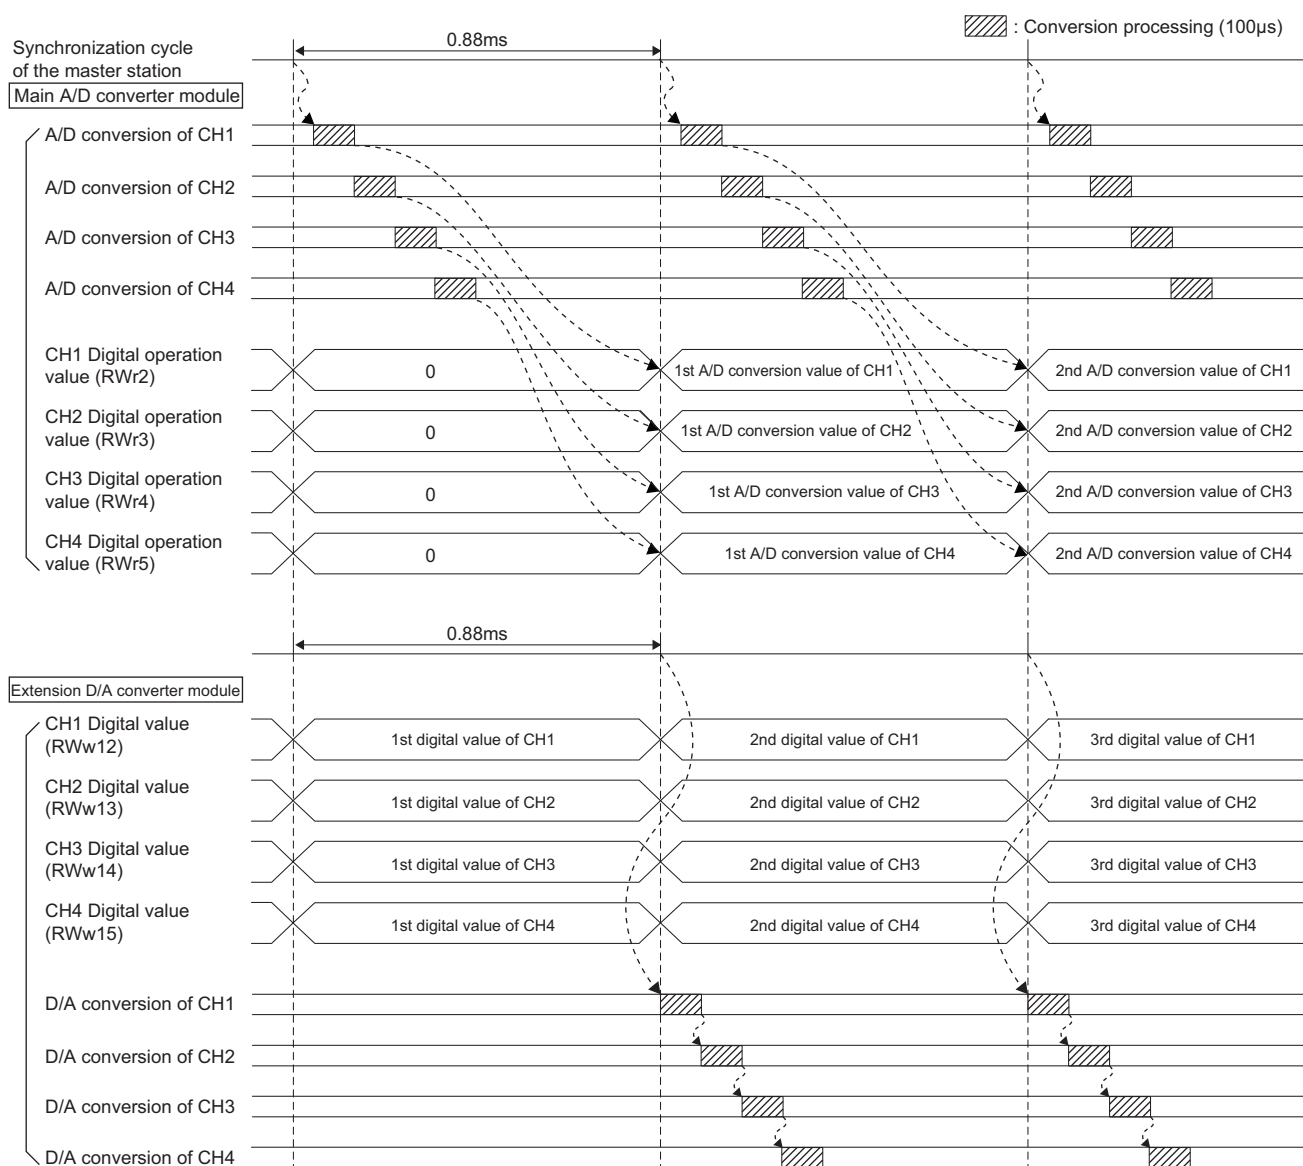 : Conversion processing (100μs)
0.88ms
Synchronization cycle
of the master station
Main A/D converter module
A/D conversion of CH1
A/D conversion of CH2
A/D conversion of CH3
A/D conversion of CH4
CH1 Digital operation
value (RWr2)
0
1st A/D conversion value of CH1
2nd A/D conversion value of CH1
CH2 Digital operation
value (RWr3)
0
1st A/D conversion value of CH2
2nd A/D conversion value of CH2
CH3 Digital operation
value (RWr4)
0
1st A/D conversion value of CH3
2nd A/D conversion value of CH3
CH4 Digital operation
value (RWr5)
0
1st A/D conversion value of CH4
2nd A/D conversion value of CH4
0.88ms
Extension D/A converter module
CH1 Digital value
(RWw12)
1st digital value of CH1
2nd digital value of CH1
3rd digital value of CH1
CH2 Digital value
(RWw13)
1st digital value of CH2
2nd digital value of CH2
3rd digital value of CH2
CH3 Digital value
(RWw14)
1st digital value of CH3
2nd digital value of CH3
3rd digital value of CH3
CH4 Digital value
(RWw15)
1st digital value of CH4
2nd digital value of CH4
3rd digital value of CH4
D/A conversion of CH1
D/A conversion of CH2
D/A conversion of CH3
D/A conversion of CH4